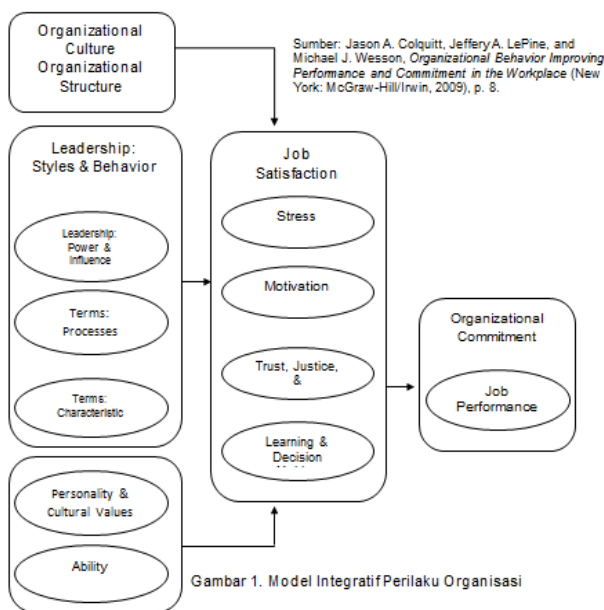 Organizational
Culture
Organizational
Structure
Sumber: Jason A. Colquitt, Jeffery A. LePine, and
Michael J. Wesson, Organizational Behavior Improving
Performance and Commitment in the Workplace (New
York: McGraw-Hill/Irwin, 2009), p. 8.
Leadership:
Styles & Behavior
Leadership:
Power &
Influence
Terms:
Processes
Terms:
Characteristic
Personality &
Cultural Values
Ability
Job
Satisfaction
Stress
Motivation
Trust, Justice,
&
Learning &
Decision
Organizational
Commitment
Job
Performance
Gambar 1. Model Integratif Perilaku Organisasi